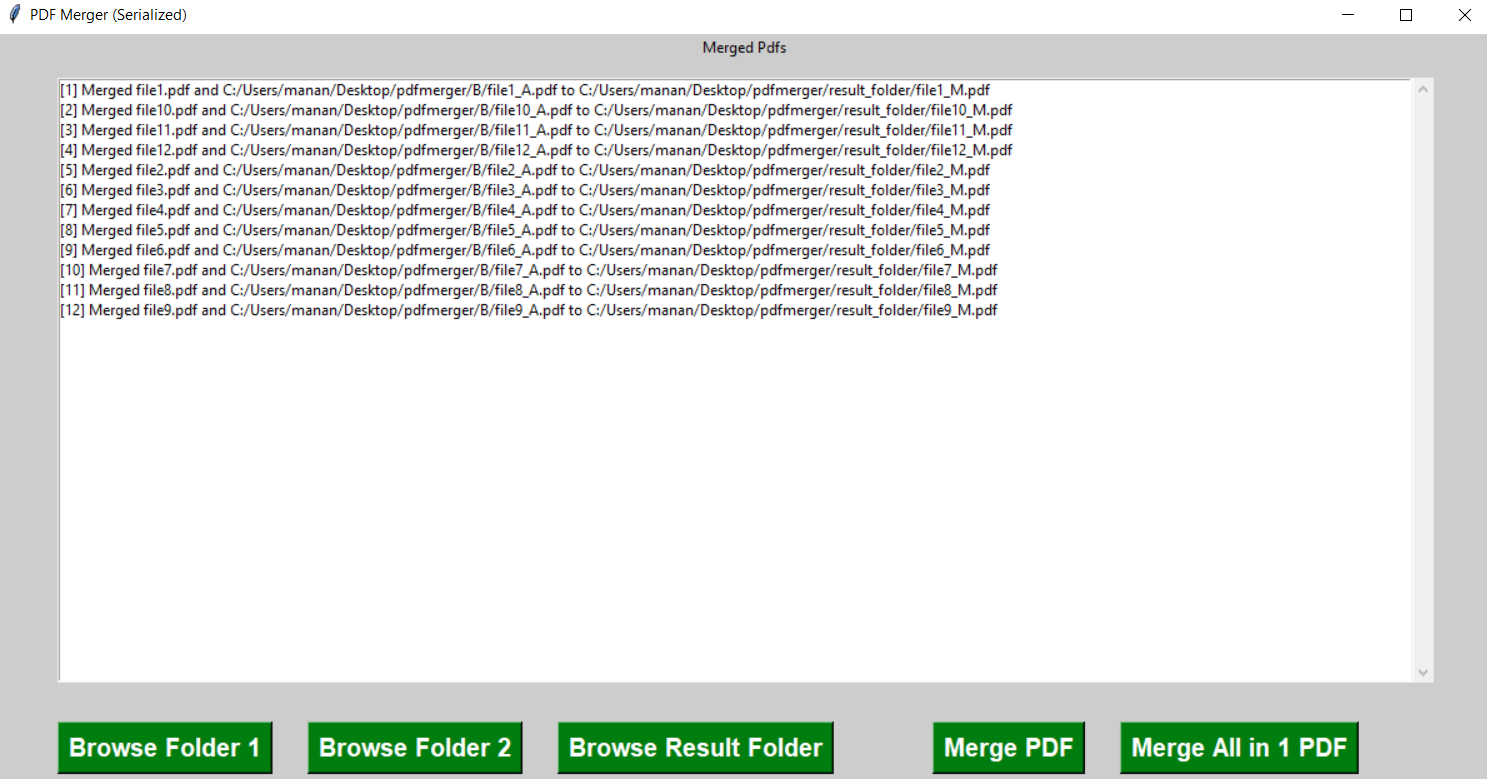 PDF Merger (Serialized)
Merged Pdfs
[1] Merged file1.pdf and C:/Users/manan/Desktop/pdfmerger/B/file1_A.pdf to C:/Users/manan/Desktop/pdfmerger/result_folder/file1_M.pdf
[2] Merged file10.pdf and C:/Users/manan/Desktop/pdfmerger/B/file10_A.pdf to C:/Users/manan/Desktop/pdfmerger/result_folder/file10_M.pdf
[3] Merged file11.pdf and C:/Users/manan/Desktop/pdfmerger/B/file11_A.pdf to C:/Users/manan/Desktop/pdfmerger/result_folder/file11_M.pdf
[4] Merged file12.pdf and C:/Users/manan/Desktop/pdfmerger/B/file12_A.pdf to C:/Users/manan/Desktop/pdfmerger/result_folder/file12_M.pdf
[5] Merged file2.pdf and C:/Users/manan/Desktop/pdfmerger/B/file2_A.pdf to C:/Users/manan/Desktop/pdfmerger/result_folder/file2_M.pdf
[6] Merged file3.pdf and C:/Users/manan/Desktop/pdfmerger/B/file3_A.pdf to C:/Users/manan/Desktop/pdfmerger/result_folder/file3_M.pdf
[7] Merged file4.pdf and C:/Users/manan/Desktop/pdfmerger/B/file4_A.pdf to C:/Users/manan/Desktop/pdfmerger/result_folder/file4_M.pdf
[8] Merged file5.pdf and C:/Users/manan/Desktop/pdfmerger/B/file5_A.pdf to C:/Users/manan/Desktop/pdfmerger/result_folder/file5_M.pdf
[9] Merged file6.pdf and C:/Users/manan/Desktop/pdfmerger/B/file6_A.pdf to C:/Users/manan/Desktop/pdfmerger/result_folder/file6_M.pdf
[10] Merged file7.pdf and C:/Users/manan/Desktop/pdfmerger/B/file7_A.pdf to C:/Users/manan/Desktop/pdfmerger/result_folder/file7_M.pdf
[11] Merged file8.pdf and C:/Users/manan/Desktop/pdfmerger/B/file8_A.pdf to C:/Users/manan/Desktop/pdfmerger/result_folder/file8_M.pdf
[12] Merged file9.pdf and C:/Users/manan/Desktop/pdfmerger/B/file9_A.pdf to C:/Users/manan/Desktop/pdfmerger/result_folder/file9_M.pdf
Browse Folder 1
Browse Folder 2
Browse Result Folder
Merge PDF
Merge All in 1 PDF